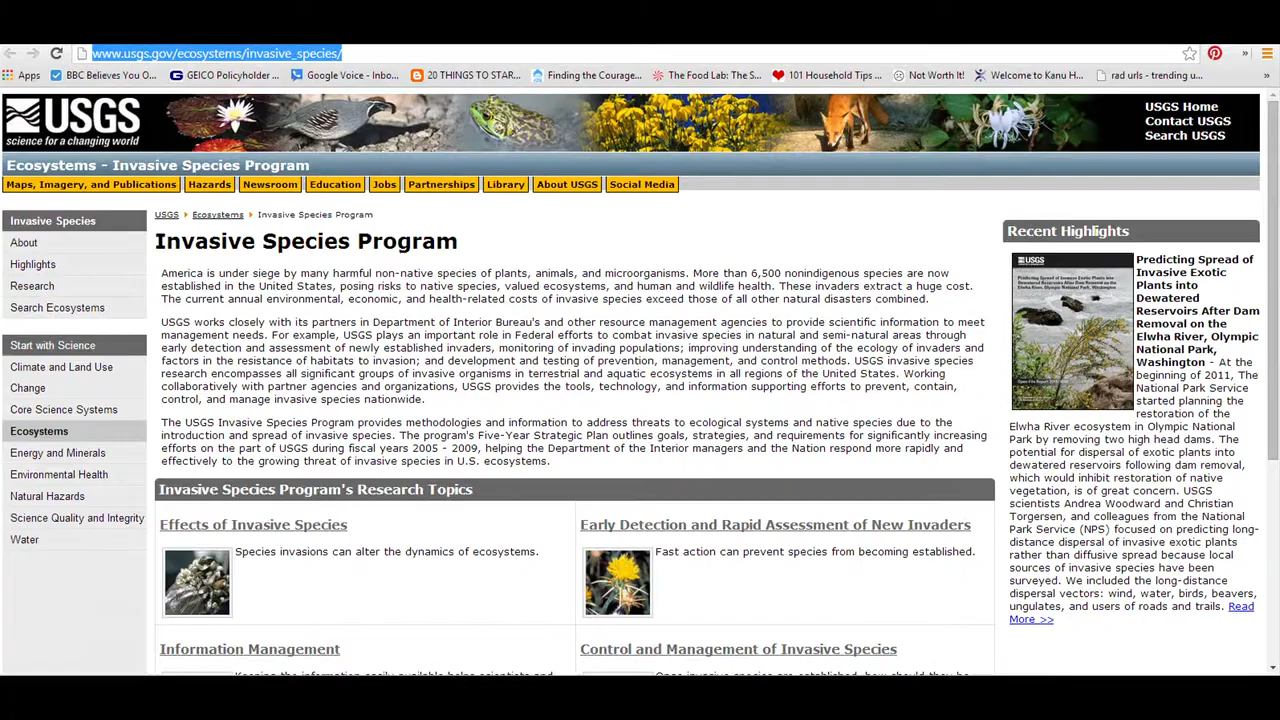 www.usgs.gov/ecosystems/invasive_species/
Apps
BBC Believes You O...
GEICO Policyholder ...
Google Voice - Inbo...
20 THINGS TO STAR...
Finding the Courage...
The Food Lab: The S...
101 Household Tips ...
Not Worth It!
Welcome to Kanu H...
rad urls - trending u...
USGS
science for a changing world
USGS Home
Contact USGS
Search USGS
Ecosystems - Invasive Species Program
Maps, Imagery, and Publications
Hazards
Newsroom
Education
Jobs
Partnerships
Library
About USGS
Social Media
Invasive Species
About
Highlights
Research
Search Ecosystems
Start with Science
Climate and Land Use
Change
Core Science Systems
Ecosystems
Energy and Minerals
Environmental Health
Natural Hazards
Science Quality and Integrity
Water
USGS
Ecosystems
Invasive Species Program
Invasive Species Program
America is under siege by many harmful non-native species of plants, animals, and microorganisms. More than 6,500 nonindigenous species are now
established in the United States, posing risks to native species, valued ecosystems, and human and wildlife health. These invaders extract a huge cost.
The current annual environmental, economic, and health-related costs of invasive species exceed those of all other natural disasters combined.
USGS works closely with its partners in Department of Interior Bureau's and other resource management agencies to provide scientific information to meet
management needs. For example, USGS plays an important role in Federal efforts to combat invasive species in natural and semi-natural areas through
early detection and assessment of newly established invaders, monitoring of invading populations; improving understanding of the ecology of invaders and
factors in the resistance of habitats to invasion; and development and testing of prevention, management, and control methods. USGS invasive species
research encompasses all significant groups of invasive organisms in terrestrial and aquatic ecosystems in all regions of the United States. Working
collaboratively with partner agencies and organizations, USGS provides the tools, technology, and information supporting efforts to prevent, contain,
control, and manage invasive species nationwide.
The USGS Invasive Species Program provides methodologies and information to address threats to ecological systems and native species due to the
introduction and spread of invasive species. The program's Five-Year Strategic Plan outlines goals, strategies, and requirements for significantly increasing
efforts on the part of USGS during fiscal years 2005 - 2009, helping the Department of the Interior managers and the Nation respond more rapidly and
effectively to the growing threat of invasive species in U.S. ecosystems.
Invasive Species Program's Research Topics
Effects of Invasive Species
Species invasions can alter the dynamics of ecosystems.
Early Detection and Rapid Assessment of New Invaders
Fast action can prevent species from becoming established.
Information Management
Keeping the information easily available helps scientists and
Control and Management of Invasive Species
Once invasive species are established, how should they be
Recent Highlights
USGS
Predicting Spread of
Invasive Exotic
Plants into
Dewatered
Reservoirs After Dam
Removal on the
Elwha River, Olympic
National Park,
Washington - At the
beginning of 2011, The
National Park Service
started planning the
restoration of the
Elwha River ecosystem in Olympic National
Park by removing two high head dams. The
potential for dispersal of exotic plants into
dewatered reservoirs following dam removal,
which would inhibit restoration of native
vegetation, is of great concern. USGS
scientists Andrea Woodward and Christian
Torgersen, and colleagues from the National
Park Service (NPS) focused on predicting long-
distance dispersal of invasive exotic plants
rather than diffusive spread because local
sources of invasive species have been
surveyed. We included the long-distance
dispersal vectors: wind, water, birds, beavers,
ungulates, and users of roads and trails. Read
More >>